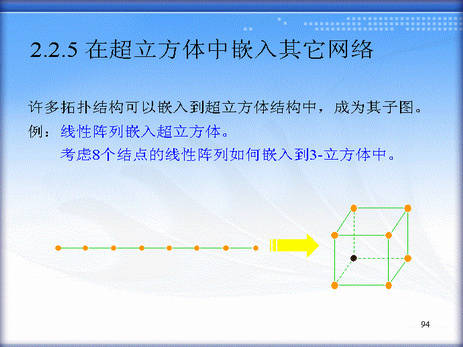 2.2.5 在超立方体中嵌入其它网络
许多拓扑结构可以嵌入到超立方体结构中，成为其子图。
例：线性阵列嵌入超立方体。
考虑8个结点的线性阵列如何嵌入到3-立方体中。
94